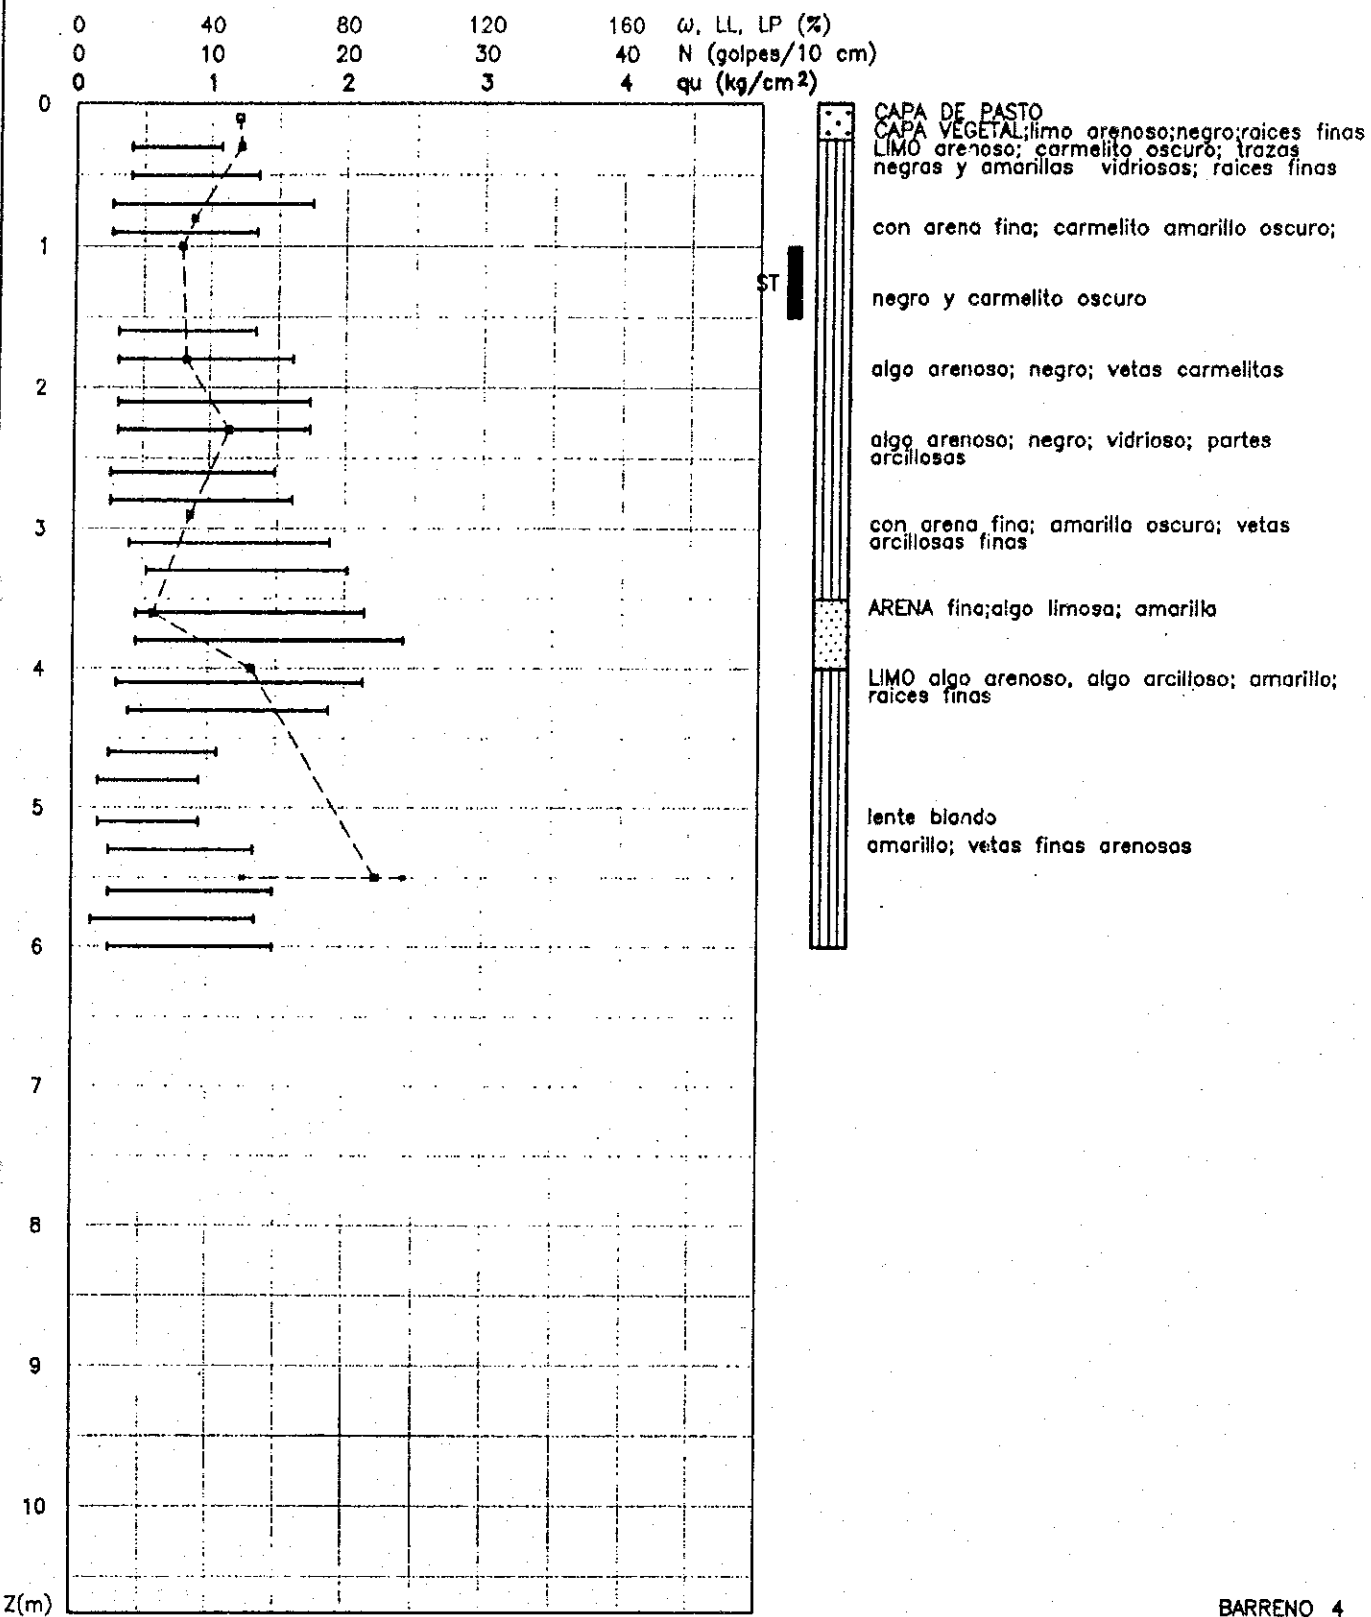 0 40 80 120 160 ω, LL, LP (%)
0 10 20 30 40 N (golpes/10 cm)
0 1 2 3 4 qu (kg/cm²)
0
CAPA DE PASTO
CAPA VEGETAL;limo arenoso;negro;raices finas
LIMO arenoso; carmelito oscuro; trazas
negras y amarillas vidriosas; raices finas
con arena fina; carmelito amarillo oscuro;
1
ST
negro y carmelito oscuro
algo arenoso; negro; vetas carmelitas
2
algo arenoso; negro; vidrioso; partes
arcillosas
3
con arena fina; amarillo oscuro; vetas
arcillosas finas
ARENA fina;algo limosa; amarilla
4
LIMO algo arenoso, algo arcilloso; amarillo;
raices finas
5
lente blando
amarillo; vetas finas arenosas
6
7
8
9
10
Z(m)
BARRENO 4